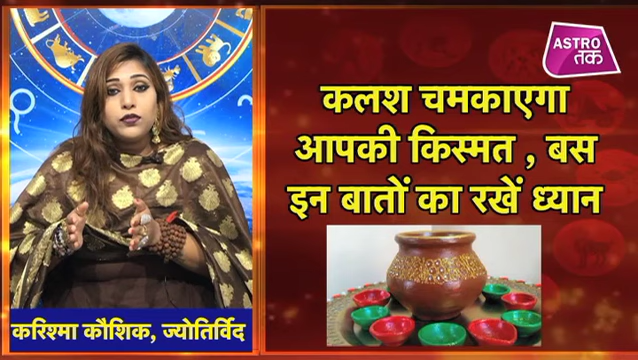 ASTRO
तक
कलश चमकाएगा
आपकी किस्मत , बस
इन बातों का रखें ध्यान
करिश्मा कौशिक, ज्योतिर्विद